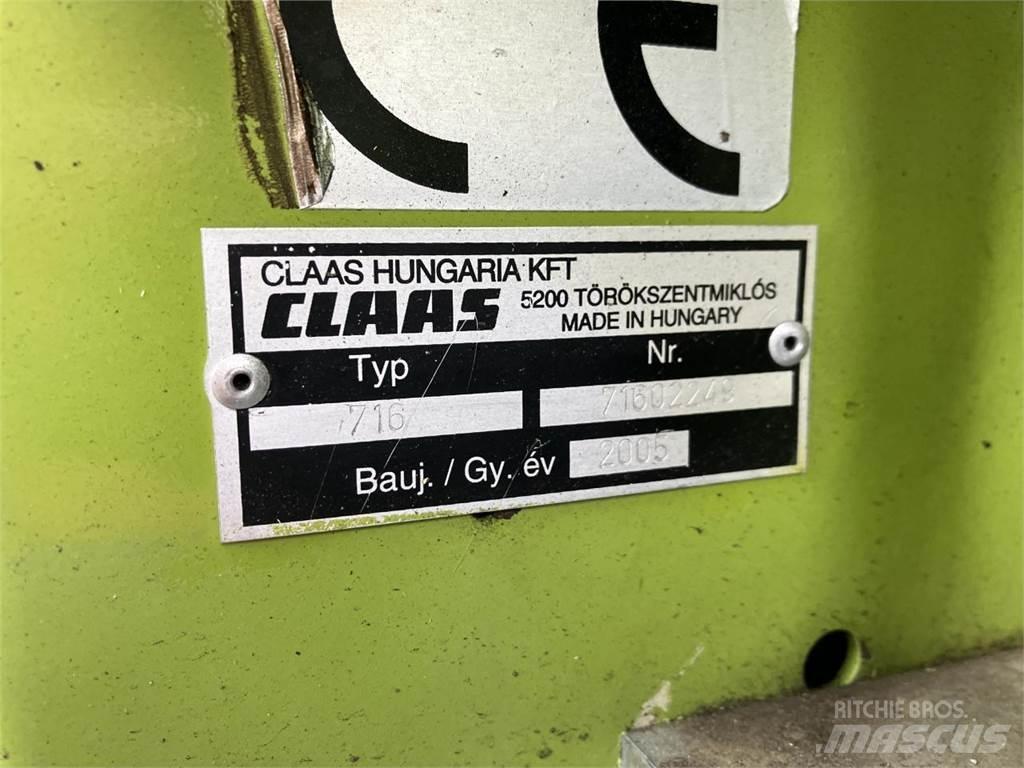 CE
CLAAS HUNGARIA KFT
CLAAS 5200 TÖRÖKSZENTMIKLÓS
MADE IN HUNGARY
Typ Nr.
716 71602249
Bauj. / Gy. év 2005
RITCHIE BROS.
MASCUS